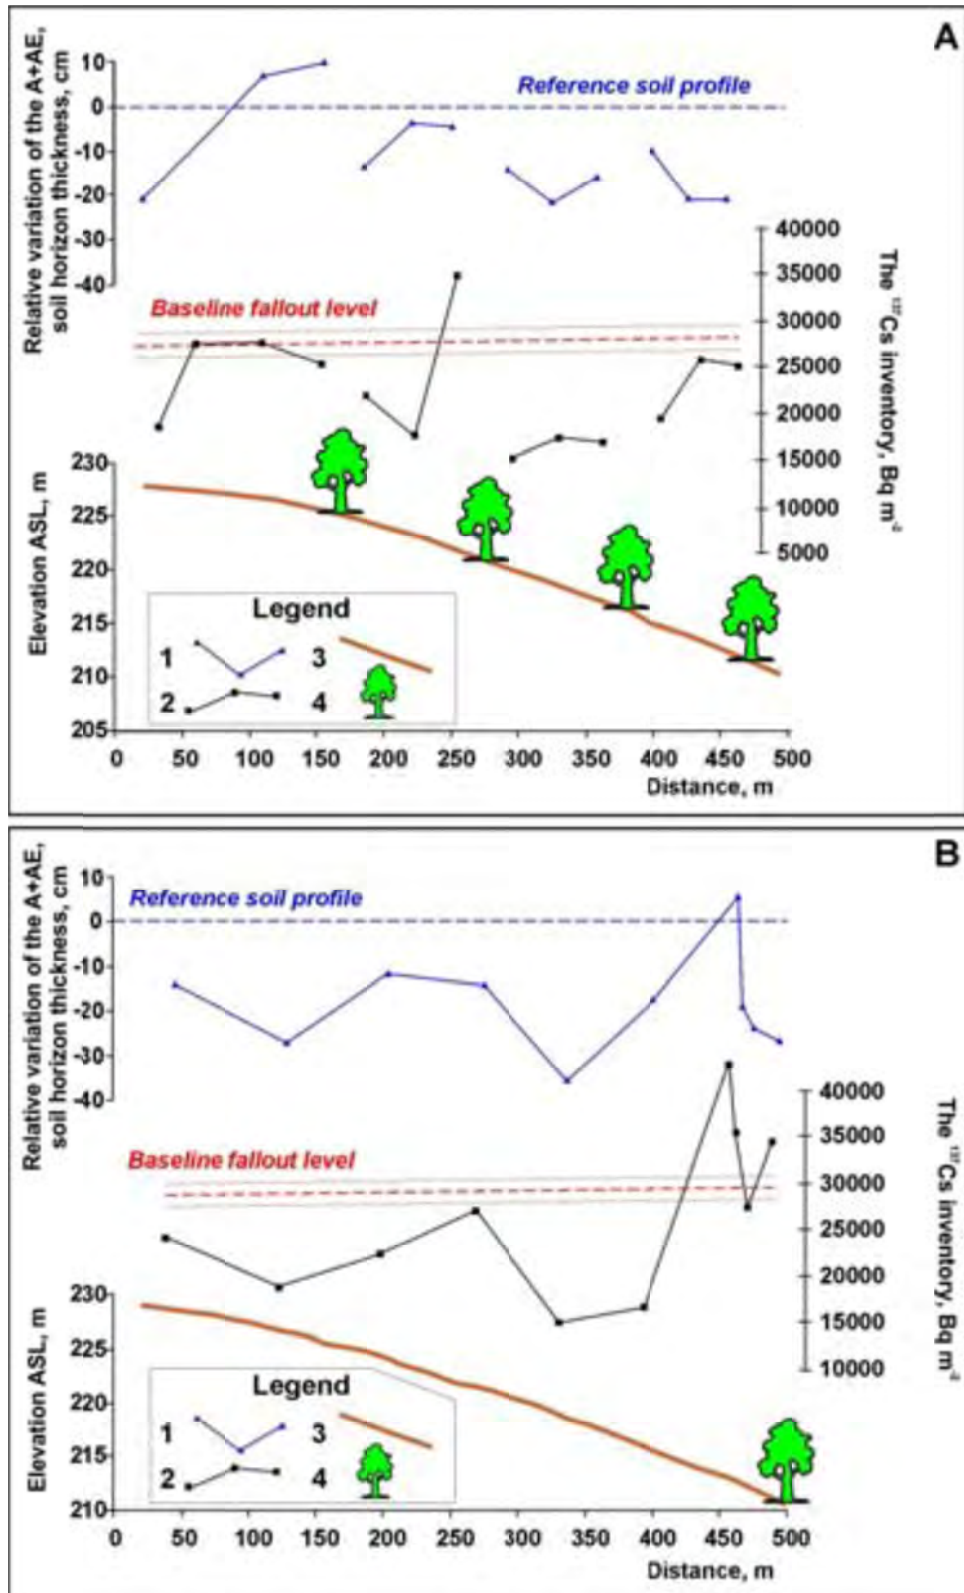 A
Relative variation of the A+AE,
soil horizon thickness, cm
10
0
-10
-20
-30
-40
Reference soil profile
Baseline fallout level
40000
35000
30000
25000
20000
15000
10000
5000
The ¹³⁷Cs inventory, Bq m⁻²
Elevation ASL, m
230
225
220
215
210
205
Legend
1 3
2 4
0 50 100 150 200 250 300 350 400 450 500
Distance, m
B
Relative variation of the A+AE,
soil horizon thickness, cm
10
0
-10
-20
-30
-40
Reference soil profile
Baseline fallout level
40000
35000
30000
25000
20000
15000
10000
The ¹³⁷Cs inventory, Bq m⁻²
Elevation ASL, m
230
225
220
215
210
Legend
1 3
2 4
0 50 100 150 200 250 300 350 400 450 500
Distance, m